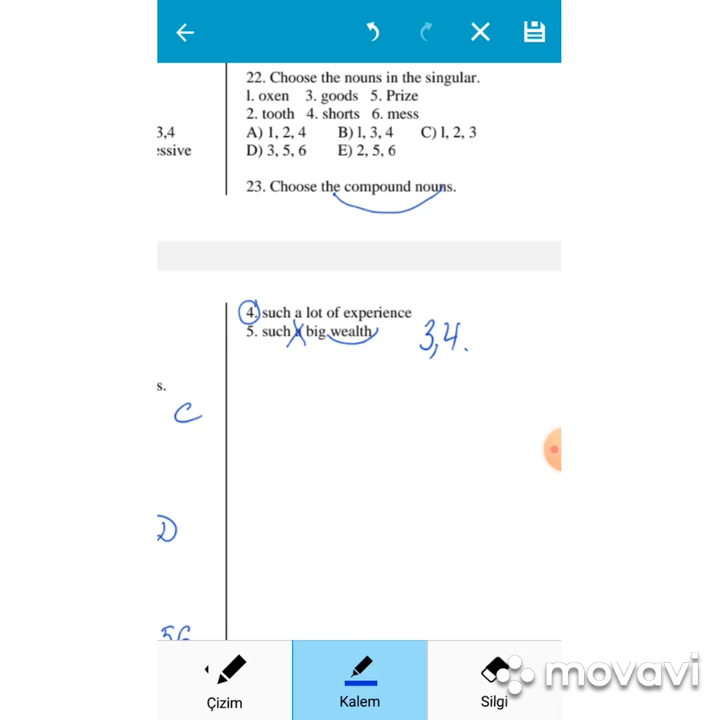 22. Choose the nouns in the singular.
1. oxen 3. goods 5. Prize
2. tooth 4. shorts 6. mess
3,4
A) 1, 2, 4 B) 1, 3, 4 C) 1, 2, 3
essive
D) 3, 5, 6 E) 2, 5, 6
23. Choose the compound nouns.
4. such a lot of experience
5. such a big wealth
3,4.
s.
C
D
56
Çizim Kalem Silgi
movavi